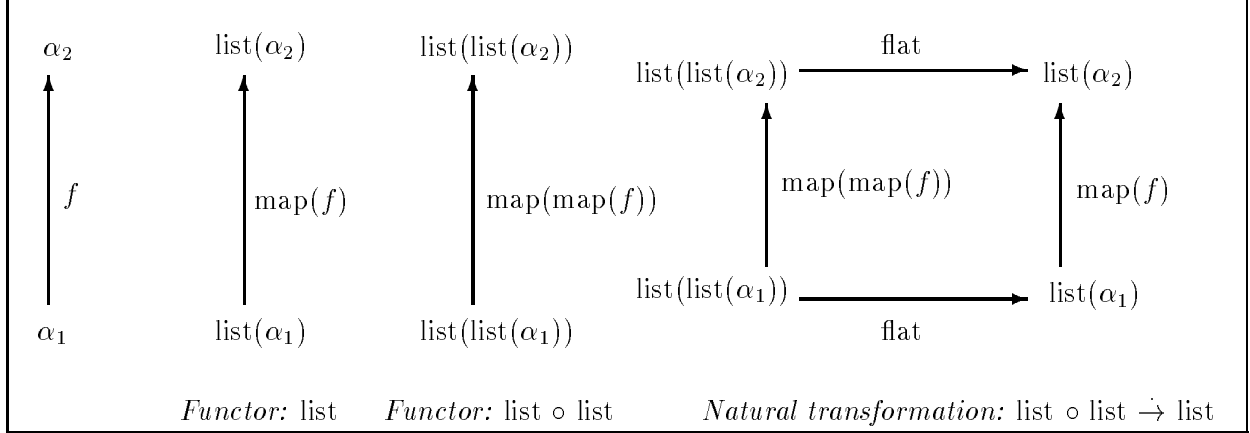 α₂ list(α₂) list(list(α₂)) flat
list(list(α₂)) list(α₂)
f map(f) map(map(f)) map(map(f)) map(f)
list(list(α₁)) list(α₁)
α₁ list(α₁) list(list(α₁)) flat
Functor: list Functor: list ∘ list Natural transformation: list ∘ list →̇ list